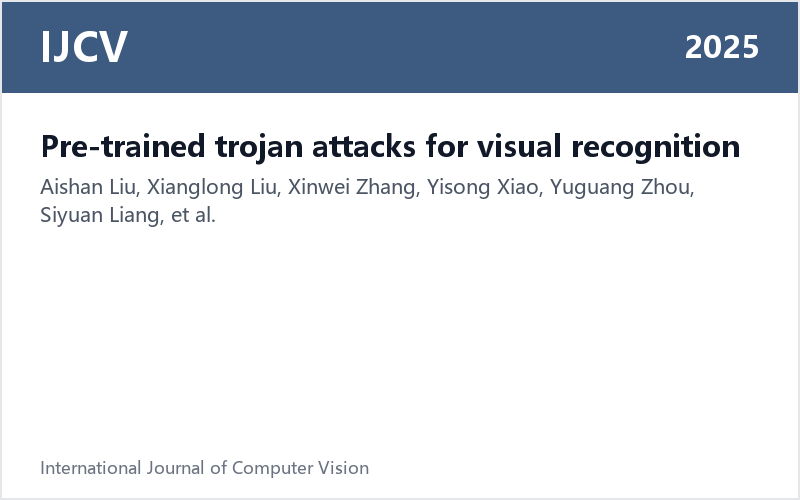 IJCV
2025
Pre-trained trojan attacks for visual recognition
Aishan Liu, Xianglong Liu, Xinwei Zhang, Yisong Xiao, Yuguang Zhou,
Siyuan Liang, et al.
International Journal of Computer Vision